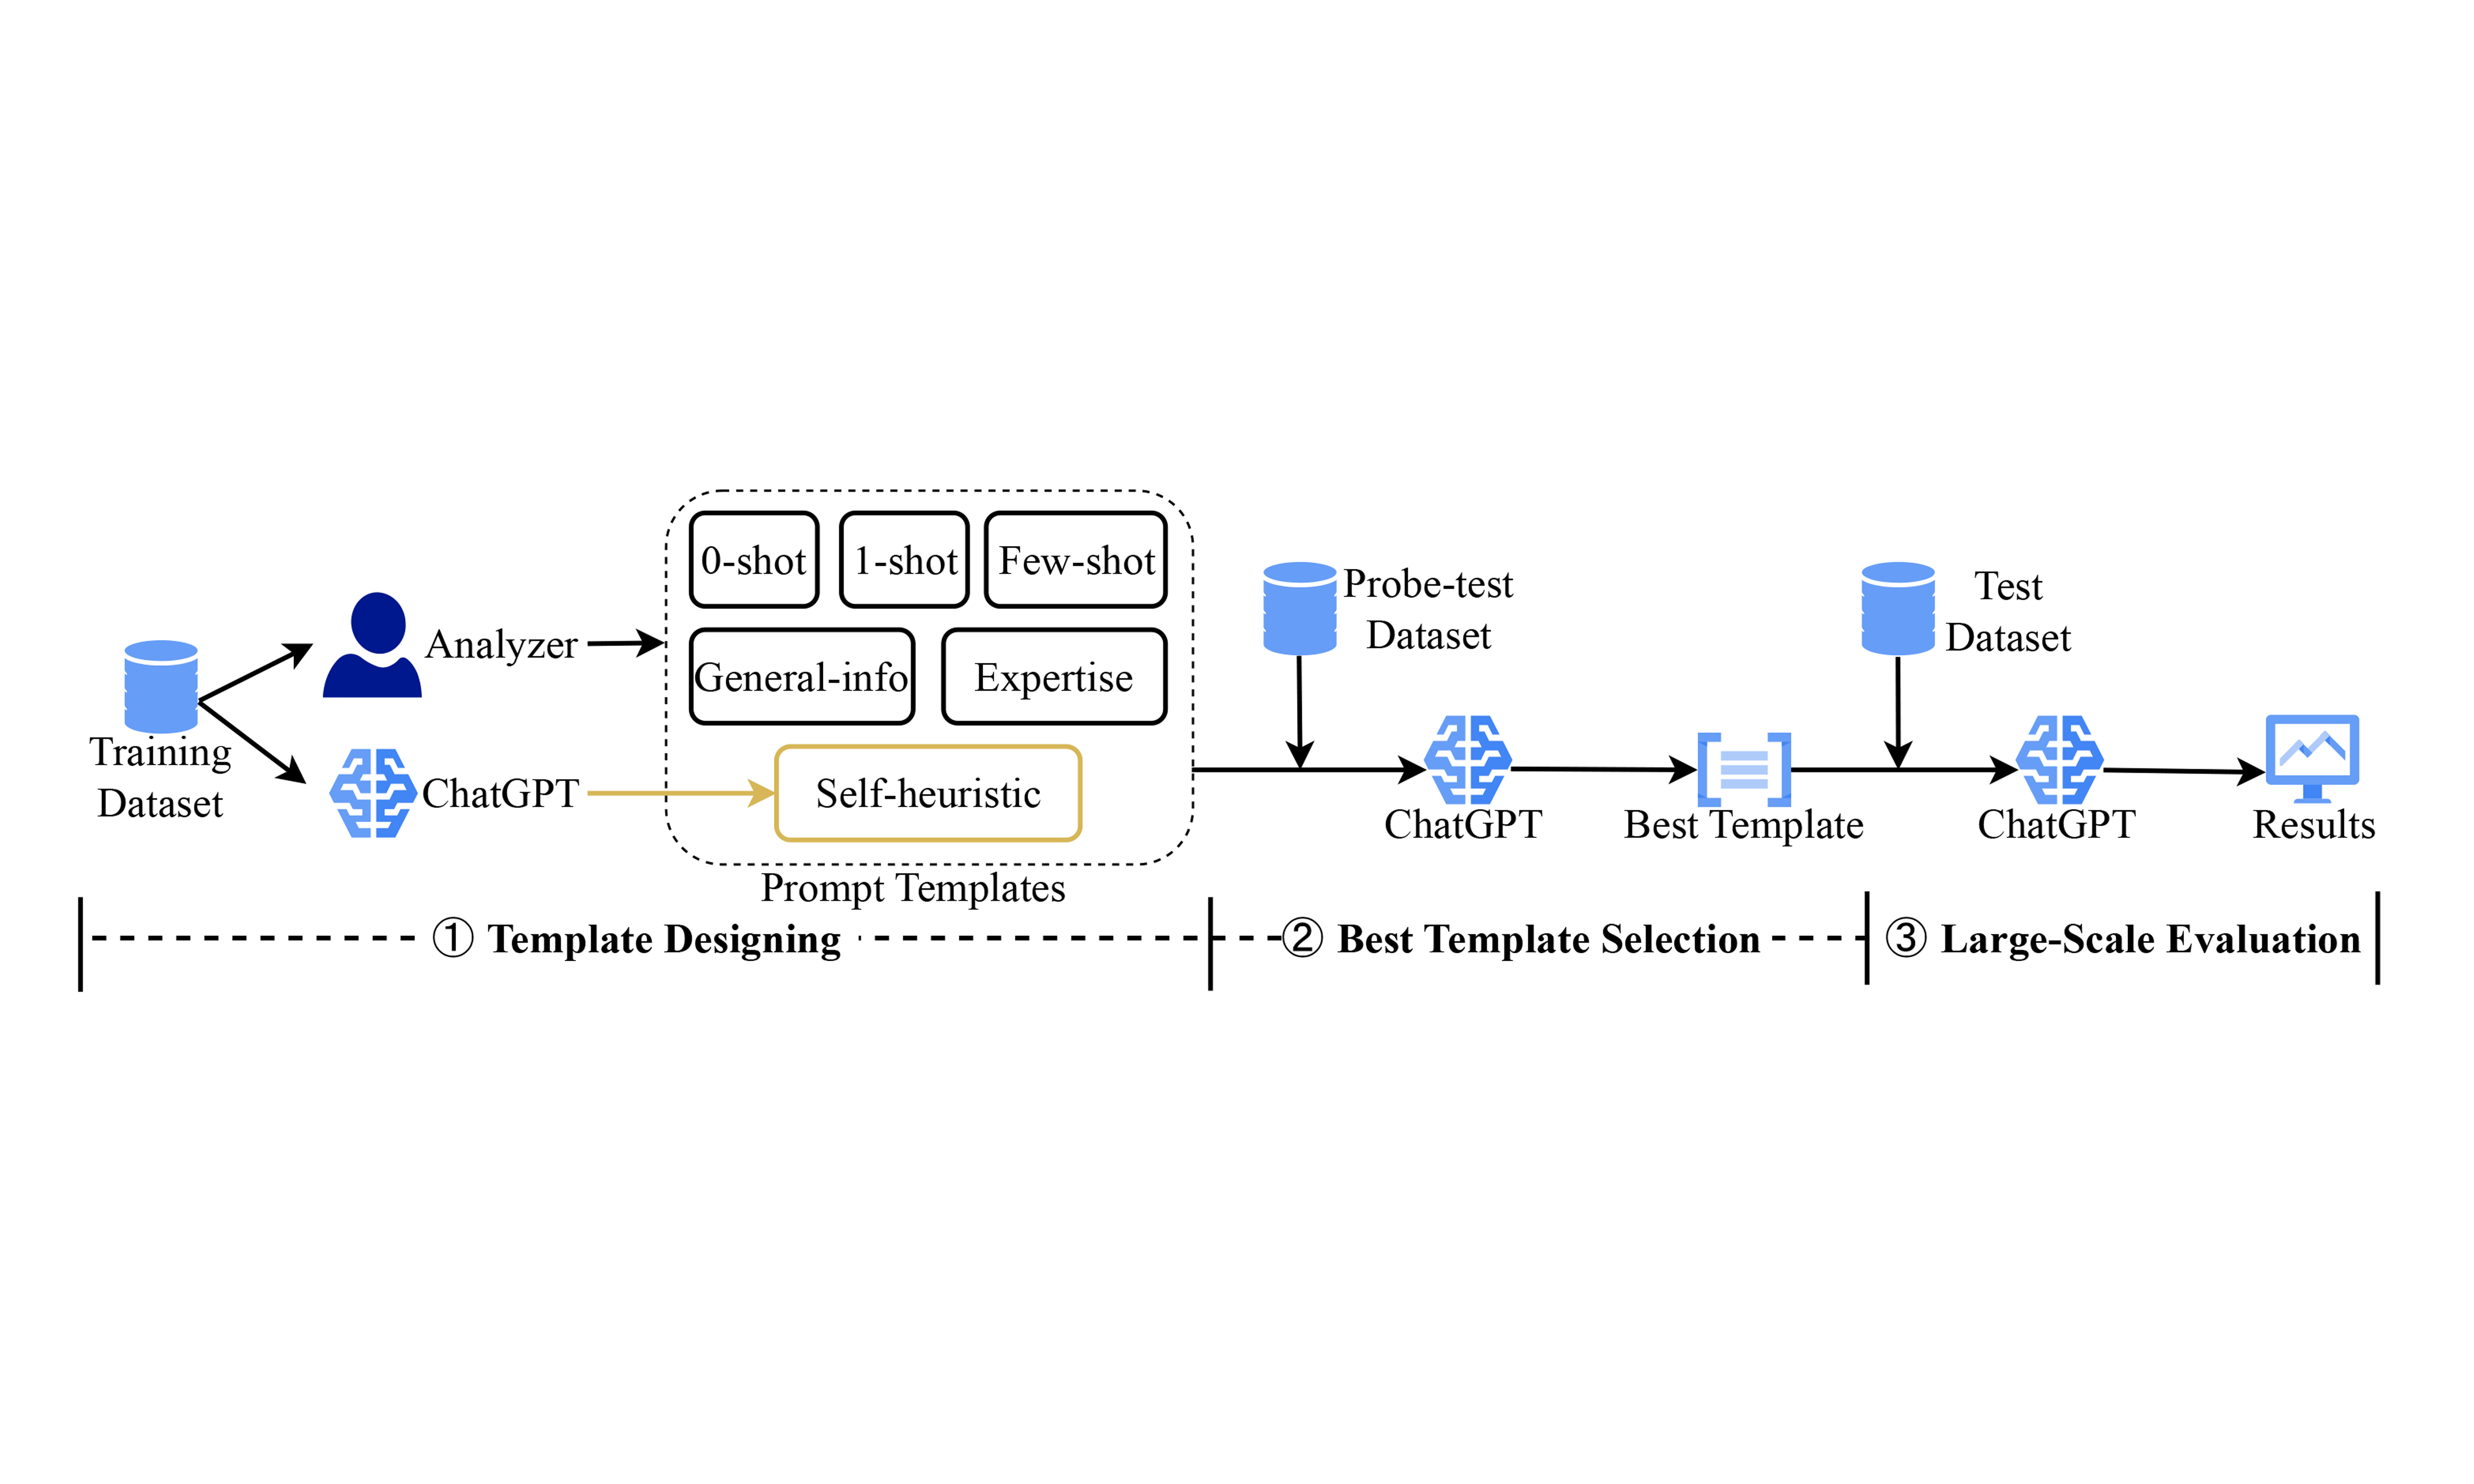 Training
Dataset
Analyzer
ChatGPT
0-shot
1-shot
Few-shot
General-info
Expertise
Self-heuristic
Prompt Templates
Probe-test
Dataset
ChatGPT
Best Template
Test
Dataset
ChatGPT
Results
① Template Designing
② Best Template Selection
③ Large-Scale Evaluation